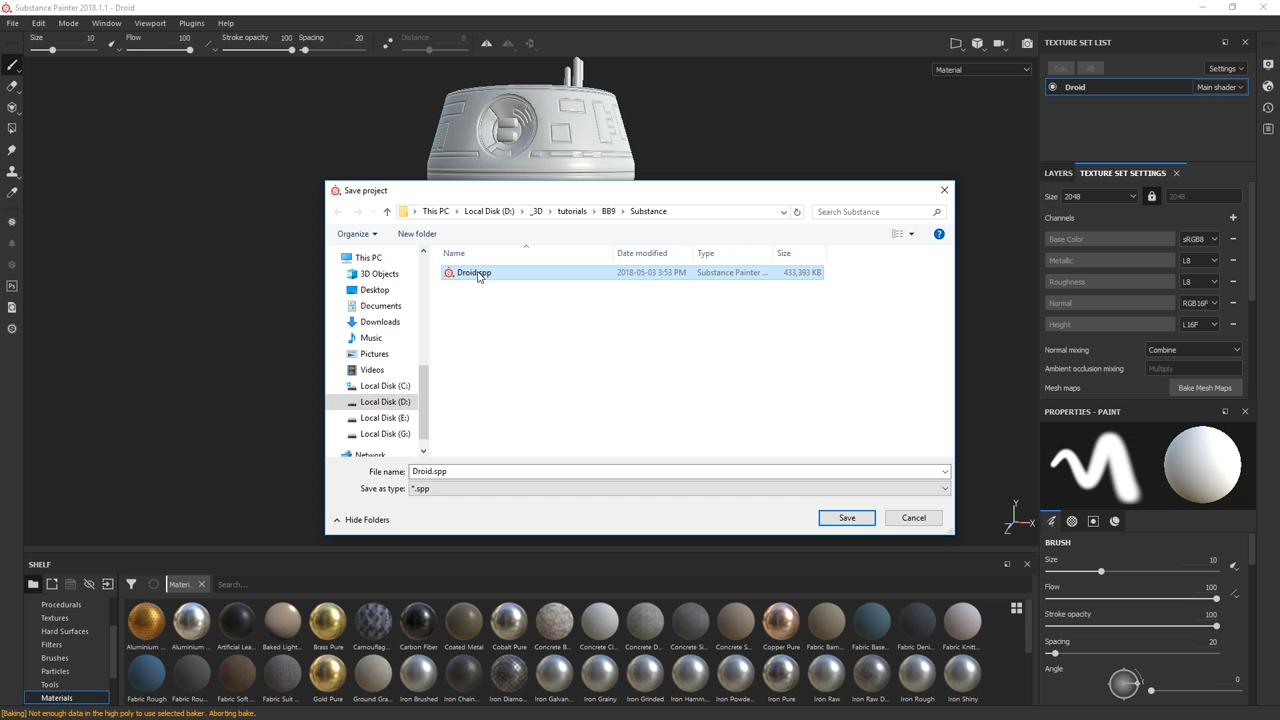 Substance Painter 2018.1.1 - Droid
File Edit Mode Window Viewport Plugins Help
Size 10 Flow 100 Stroke opacity 100 Spacing 20 Distance 8
Material
TEXTURE SET LIST
Solo All Settings
Droid Main shader
LAYERS TEXTURE SET SETTINGS
Size 2048 2048
Channels
Base Color sRGB8
Metallic L8
Roughness L8
Normal RGB16F
Height L16F
Normal mixing Combine
Ambient occlusion mixing Multiply
Mesh maps Bake Mesh Maps
PROPERTIES - PAINT
BRUSH
Size 10
Flow 100
Stroke opacity 100
Spacing 20
Angle 0
Save project
This PC Local Disk (D:) _3D tutorials BB9 Substance
Search Substance
Organize New folder
Name Date modified Type Size
Droid.spp 2018-05-03 3:53 PM Substance Painter ... 433,393 KB
This PC
3D Objects
Desktop
Documents
Downloads
Music
Pictures
Videos
Local Disk (C:)
Local Disk (D:)
Local Disk (E:)
Local Disk (G:)
Network
File name: Droid.spp
Save as type: *.spp
Hide Folders Save Cancel
Y
X
Z
SHELF
Materi... Search...
Procedurals
Textures
Hard Surfaces
Filters
Brushes
Particles
Tools
Materials
Aluminium ... Aluminium ... Artificial Lea... Baked Light... Brass Pure Camouflag... Carbon Fiber Coated Metal Cobalt Pure Concrete B... Concrete Cl... Concrete D... Concrete Si... Concrete S... Copper Pure Fabric Bam... Fabric Base... Fabric Deni... Fabric Knitt...
Fabric Rough Fabric Rou... Fabric Soft ... Fabric Suit ... Gold Pure Ground Gra... Iron Brushed Iron Chain... Iron Diamo... Iron Galvan... Iron Grainy Iron Grinded Iron Hamm... Iron Powde... Iron Pure Iron Raw Iron Raw D... Iron Rough Iron Shiny
[Baking] Not enough data in the high poly to use selected baker. Aborting bake.